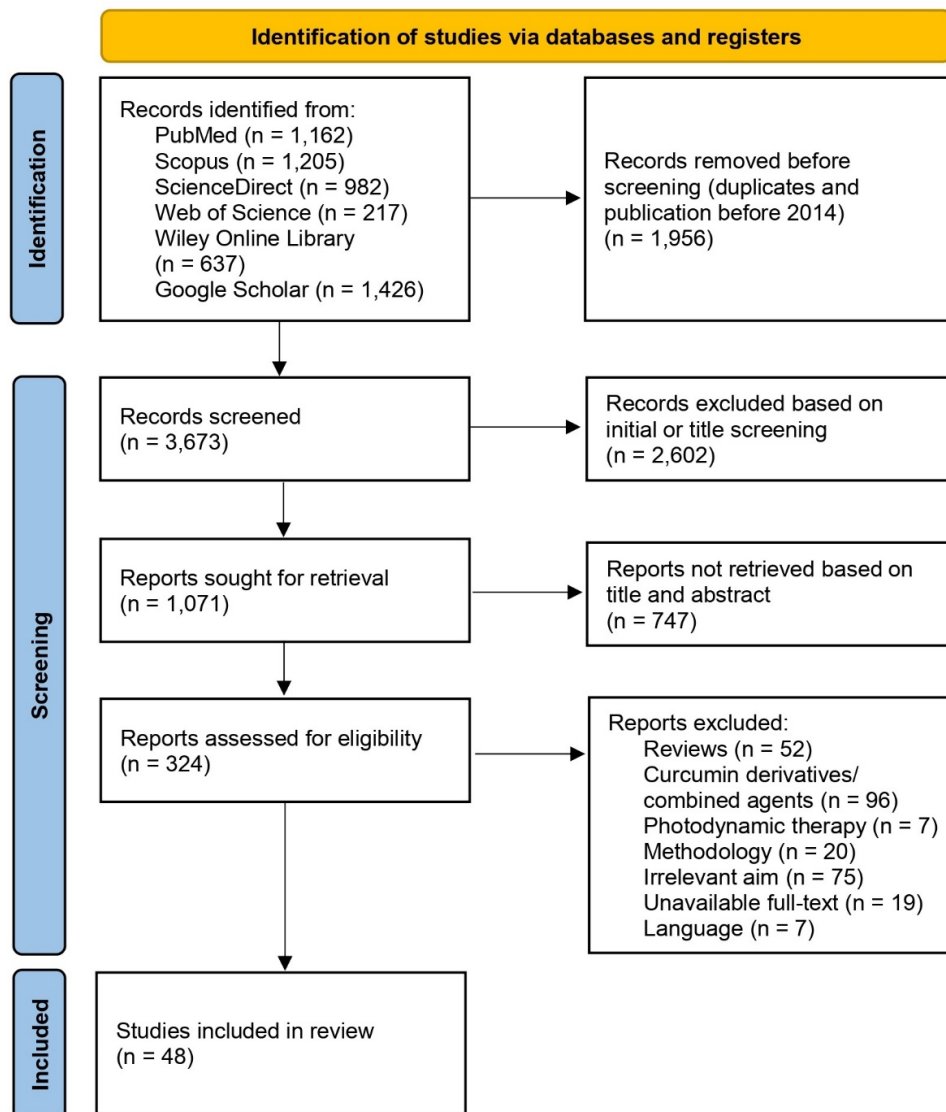 Identification of studies via databases and registers
Identification
Records identified from:
PubMed (n = 1,162)
Scopus (n = 1,205)
ScienceDirect (n = 982)
Web of Science (n = 217)
Wiley Online Library
(n = 637)
Google Scholar (n = 1,426)
Records removed before
screening (duplicates and
publication before 2014)
(n = 1,956)
Screening
Records screened
(n = 3,673)
Records excluded based on
initial or title screening
(n = 2,602)
Reports sought for retrieval
(n = 1,071)
Reports not retrieved based on
title and abstract
(n = 747)
Reports assessed for eligibility
(n = 324)
Reports excluded:
Reviews (n = 52)
Curcumin derivatives/
combined agents (n = 96)
Photodynamic therapy (n = 7)
Methodology (n = 20)
Irrelevant aim (n = 75)
Unavailable full-text (n = 19)
Language (n = 7)
Included
Studies included in review
(n = 48)